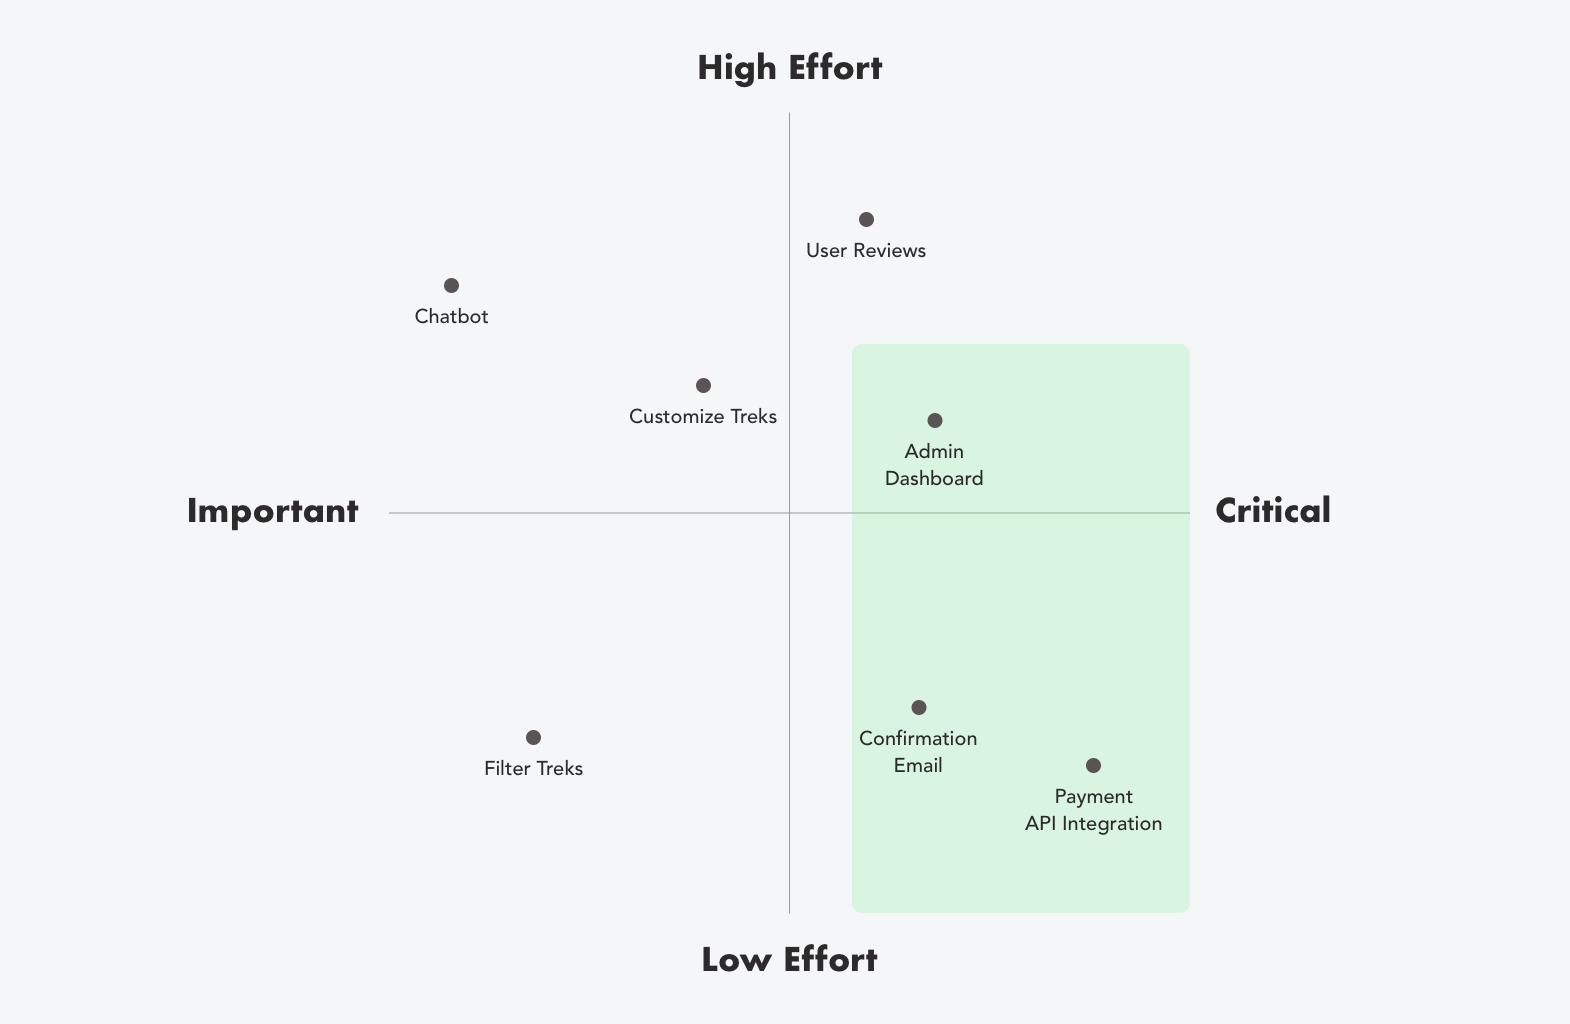 High Effort
User Reviews
Chatbot
Customize Treks
Admin
Dashboard
Important
Critical
Confirmation
Email
Filter Treks
Payment
API Integration
Low Effort